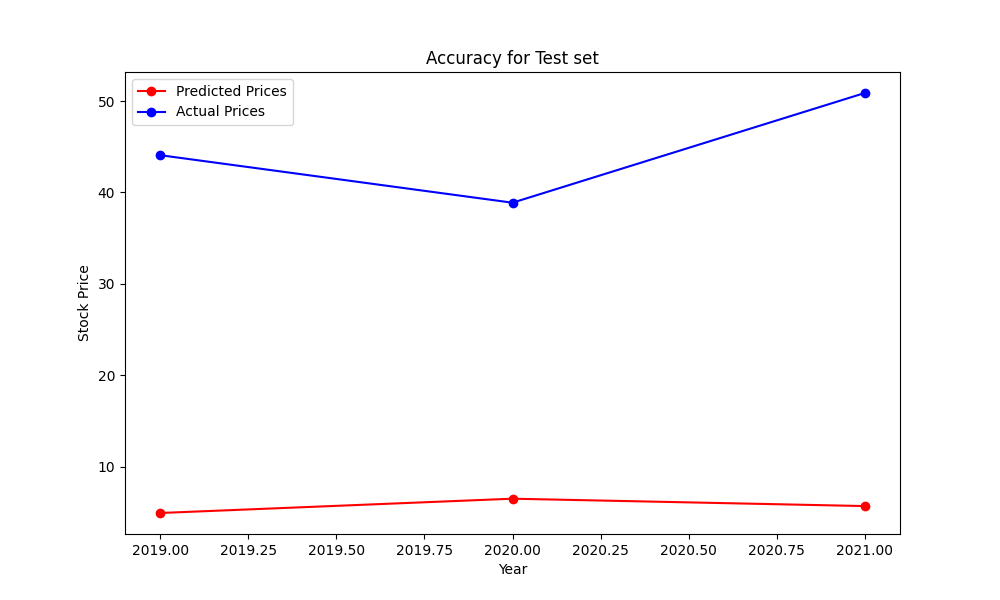 Accuracy for Test set
Predicted Prices
Actual Prices
50
40
30
20
10
Stock Price
2019.00 2019.25 2019.50 2019.75 2020.00 2020.25 2020.50 2020.75 2021.00
Year